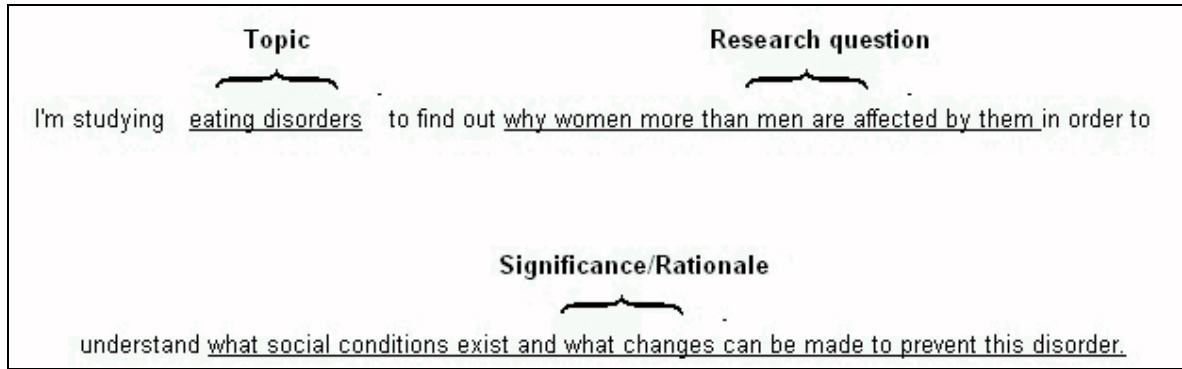 Topic Research question
I'm studying eating disorders to find out why women more than men are affected by them in order to
Significance/Rationale
understand what social conditions exist and what changes can be made to prevent this disorder.